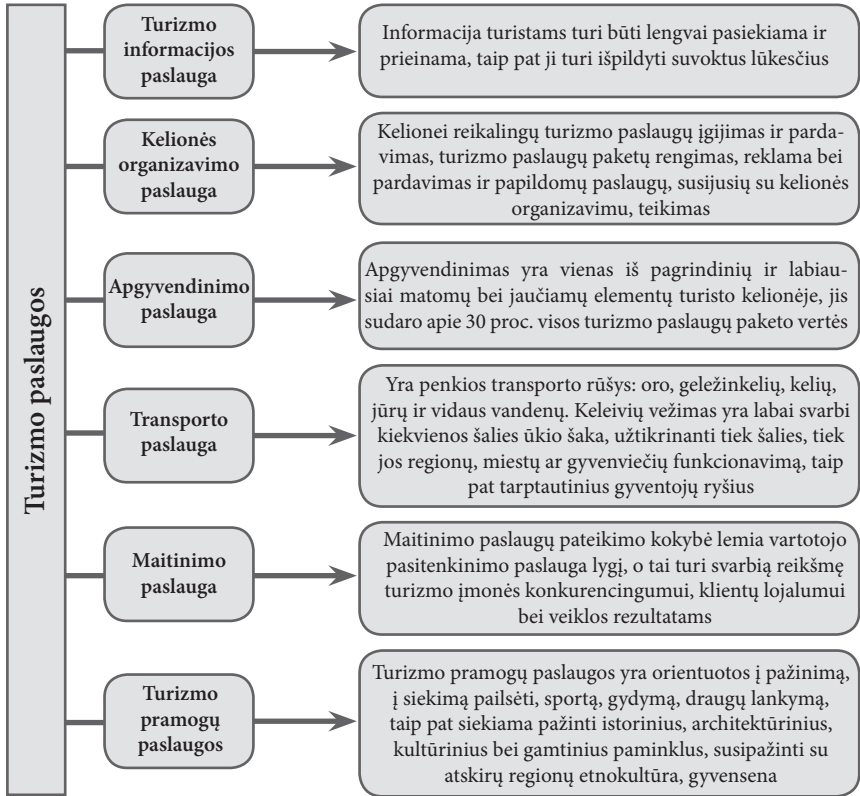 Turizmo paslaugos
Turizmo
informacijos
paslauga
Informacija turistams turi būti lengvai pasiekiama ir
prieinama, taip pat ji turi išpildyti suvoktus lūkesčius
Kelionės
organizavimo
paslauga
Kelionei reikalingų turizmo paslaugų įgijimas ir parda-
vimas, turizmo paslaugų paketų rengimas, reklama bei
pardavimas ir papildomų paslaugų, susijusių su kelionės
organizavimu, teikimas
Apgyvendinimo
paslauga
Apgyvendinimas yra vienas iš pagrindinių ir labiau-
siai matomų bei jaučiamų elementų turisto kelionėje, jis
sudaro apie 30 proc. visos turizmo paslaugų paketo vertės
Transporto
paslauga
Yra penkios transporto rūšys: oro, geležinkelių, kelių,
jūrų ir vidaus vandenų. Keleivių vežimas yra labai svarbi
kiekvienos šalies ūkio šaka, užtikrinanti tiek šalies, tiek
jos regionų, miestų ar gyvenviečių funkcionavimą, taip
pat tarptautinius gyventojų ryšius
Maitinimo
paslauga
Maitinimo paslaugų pateikimo kokybė lemia vartotojo
pasitenkinimo paslauga lygį, o tai turi svarbią reikšmę
turizmo įmonės konkurencingumui, klientų lojalumui
bei veiklos rezultatams
Turizmo
pramogų
paslaugos
Turizmo pramogų paslaugos yra orientuotos į pažinimą,
į siekimą pailsėti, sportą, gydymą, draugų lankymą,
taip pat siekiama pažinti istorinius, architektūrinius,
kultūrinius bei gamtinius paminklus, susipažinti su
atskirų regionų etnokultūra, gyvensena